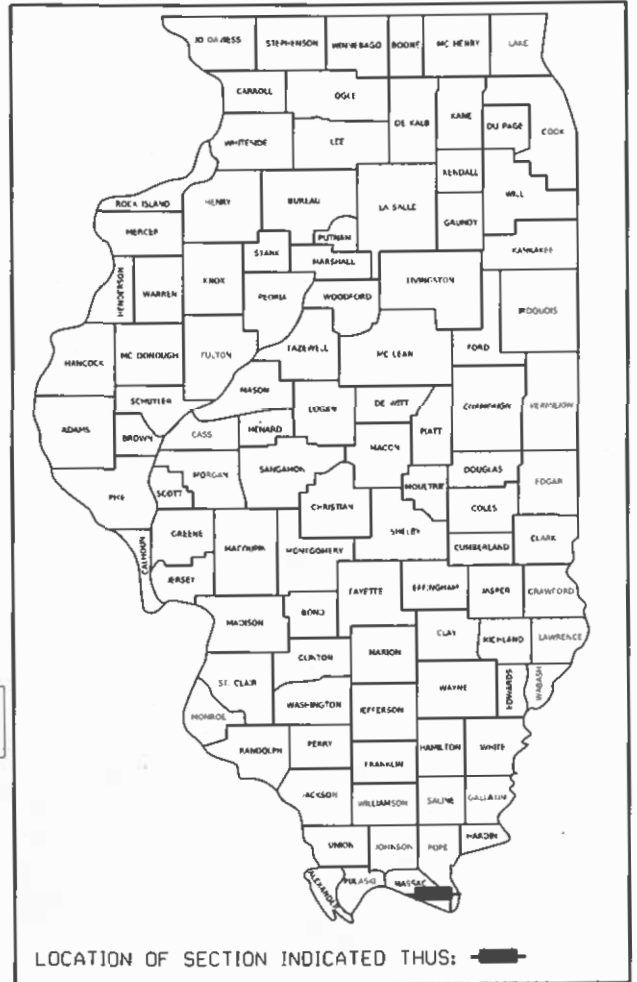 JO DAVIESS STEPHENSON WINNEBAGO BOONE MC HENRY LAKE
CARROLL OGLE
DE KALB KANE DU PAGE COOK
WHITESIDE LEE
KENDALL
ROCK ISLAND HENRY BUREAU LA SALLE GRUNDY WILL
MERCER PUTNAM
STARK MARSHALL KANKAKEE
HENDERSON WARREN KNOX PEORIA WOODFORD LIVINGSTON IROQUOIS
HANCOCK MC DONOUGH FULTON TAZEWELL MC LEAN FORD
MASON
SCHUYLER LOGAN DE WITT CHAMPAIGN VERMILION
ADAMS BROWN CASS MENARD PIATT
MACON
PIKE SCOTT MORGAN SANGAMON MOULTRIE DOUGLAS EDGAR
CHRISTIAN COLES
CALHOUN GREENE MACOUPIN MONTGOMERY SHELBY CUMBERLAND CLARK
JERSEY FAYETTE EFFINGHAM JASPER CRAWFORD
MADISON BOND
CLAY RICHLAND LAWRENCE
CLINTON MARION
ST. CLAIR WAYNE EDWARDS WABASH
MONROE WASHINGTON JEFFERSON
RANDOLPH PERRY HAMILTON WHITE
FRANKLIN
JACKSON WILLIAMSON SALINE GALLATIN
UNION JOHNSON POPE HARDIN
ALEXANDER PULASKI MASSAC
LOCATION OF SECTION INDICATED THUS: